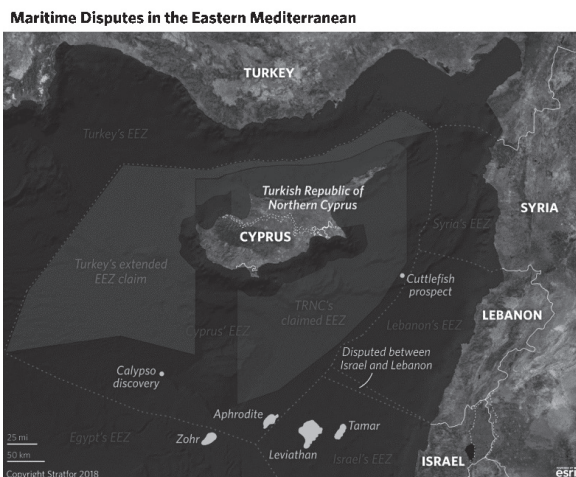 Maritime Disputes in the Eastern Mediterranean
TURKEY
Turkey's EEZ
Turkish Republic of
Northern Cyprus
SYRIA
CYPRUS
Syria's EEZ
Turkey's extended
EEZ claim
Cuttlefish
prospect
TRNC's
claimed EEZ
LEBANON
Cyprus' EEZ
Lebanon's EEZ
Disputed between
Israel and Lebanon
Calypso
discovery
Aphrodite
Tamar
25 mi
Egypt's EEZ
Zohr
50 km
Leviathan
Israel's EEZ
ISRAEL
Copyright Stratfor 2018
esri